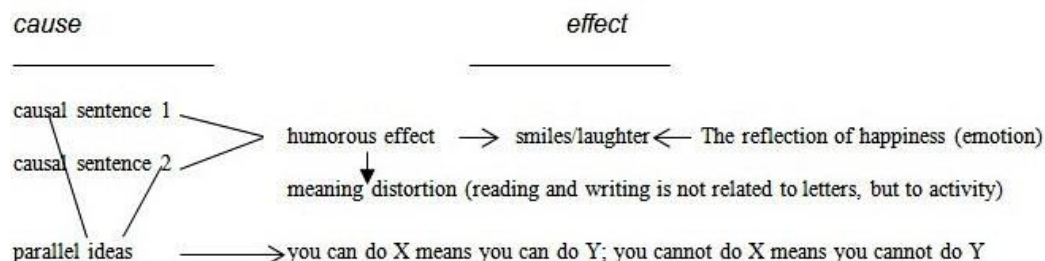 cause effect
causal sentence 1
humorous effect smiles/laughter The reflection of happiness (emotion)
causal sentence 2
meaning distortion (reading and writing is not related to letters, but to activity)
parallel ideas you can do X means you can do Y; you cannot do X means you cannot do Y